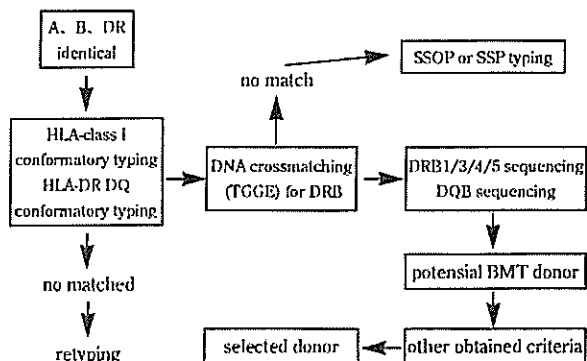 A、B、DR
identical
HLA-class I
conformatory typing
HLA-DR DQ
conformatory typing
no matched
retyping
no match
SSOP or SSP typing
DNA crossmatching
(TGGE) for DRB
DRB1/3/4/5 sequencing
DQB sequencing
potensial BMT donor
other obtained criteria
selected donor